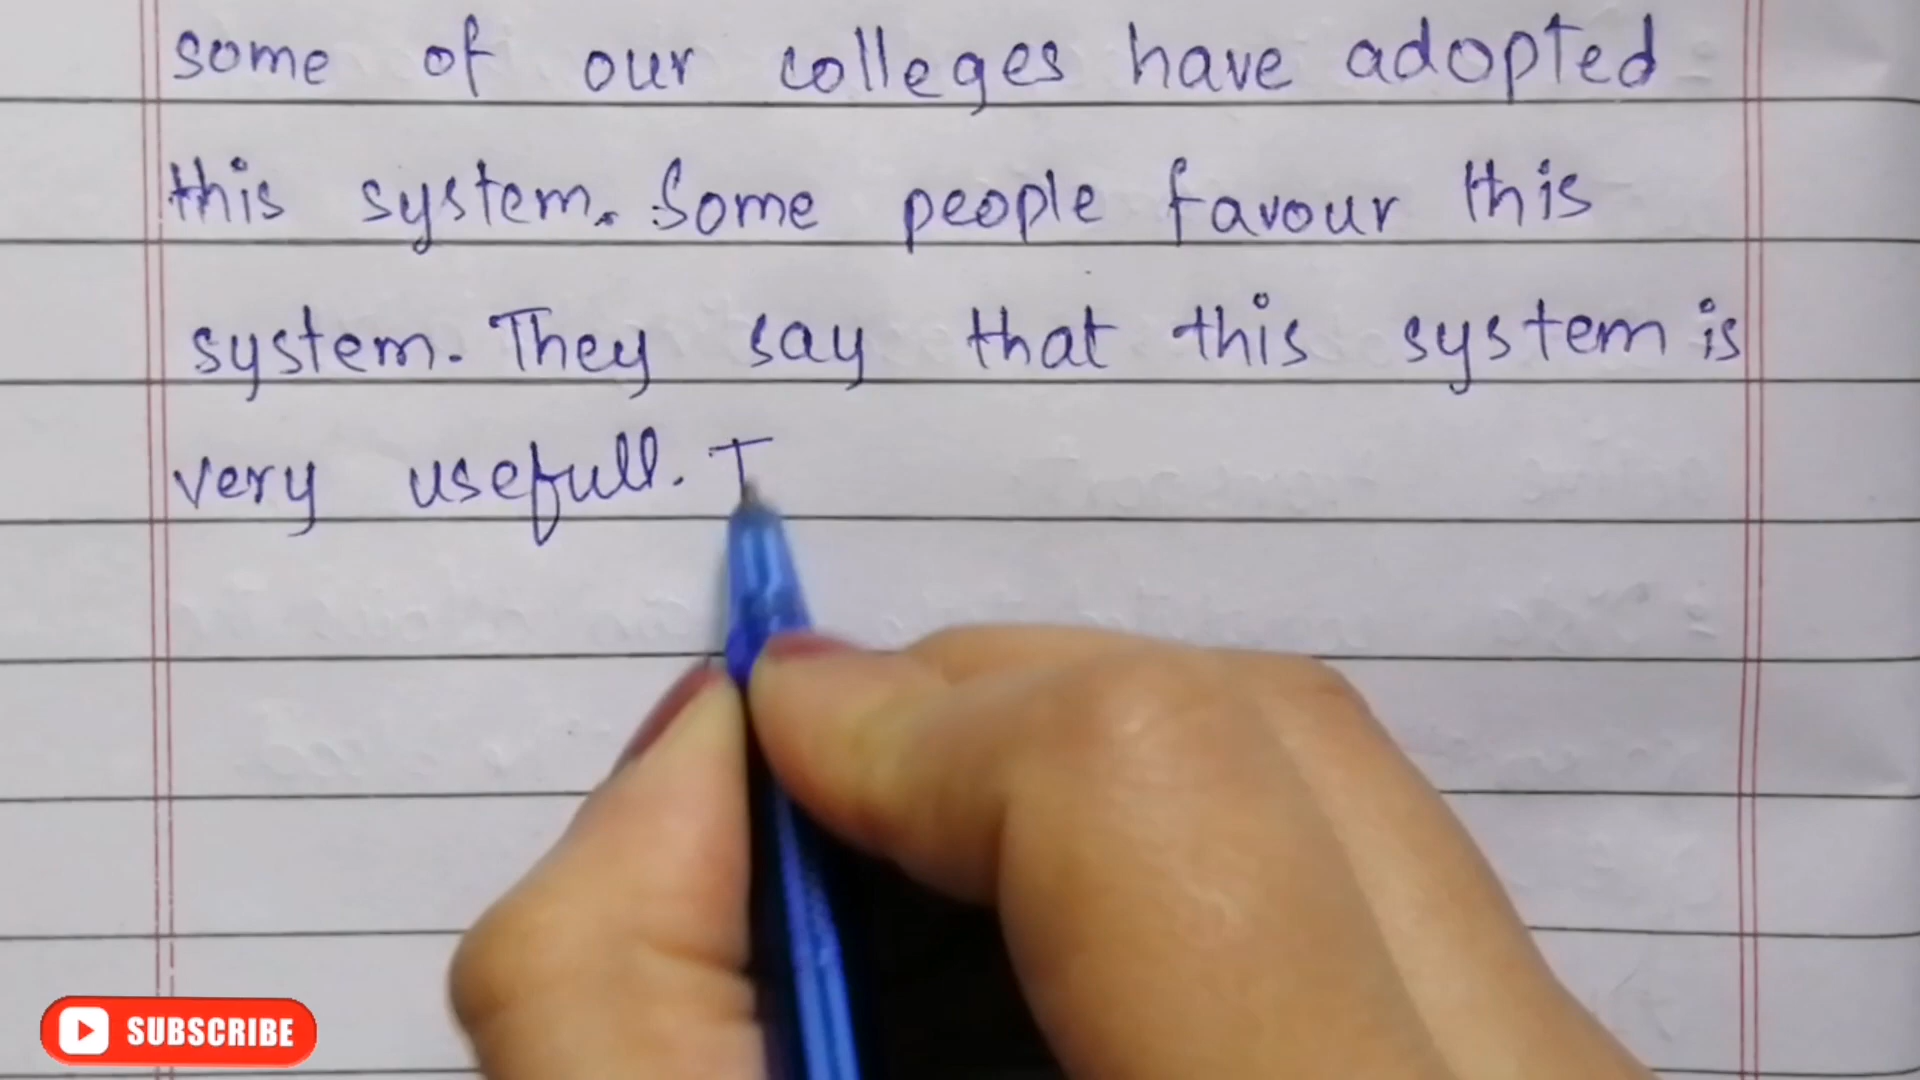 some of our colleges have adopted
this system. Some people favour this
system. They say that this system is
very usefull. T
SUBSCRIBE